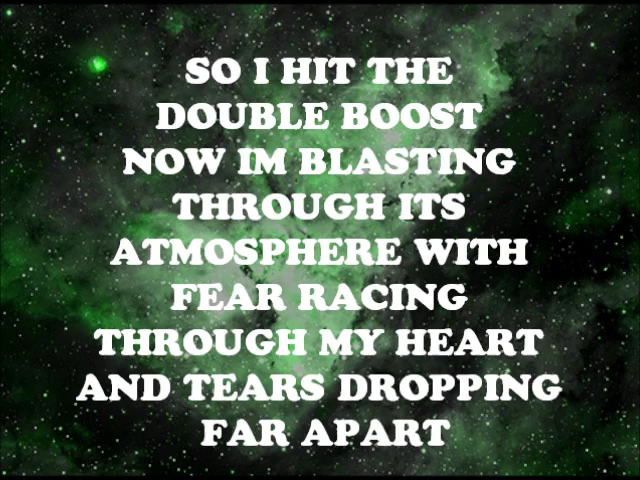 SO I HIT THE
DOUBLE BOOST
NOW IM BLASTING
THROUGH ITS
ATMOSPHERE WITH
FEAR RACING
THROUGH MY HEART
AND TEARS DROPPING
FAR APART